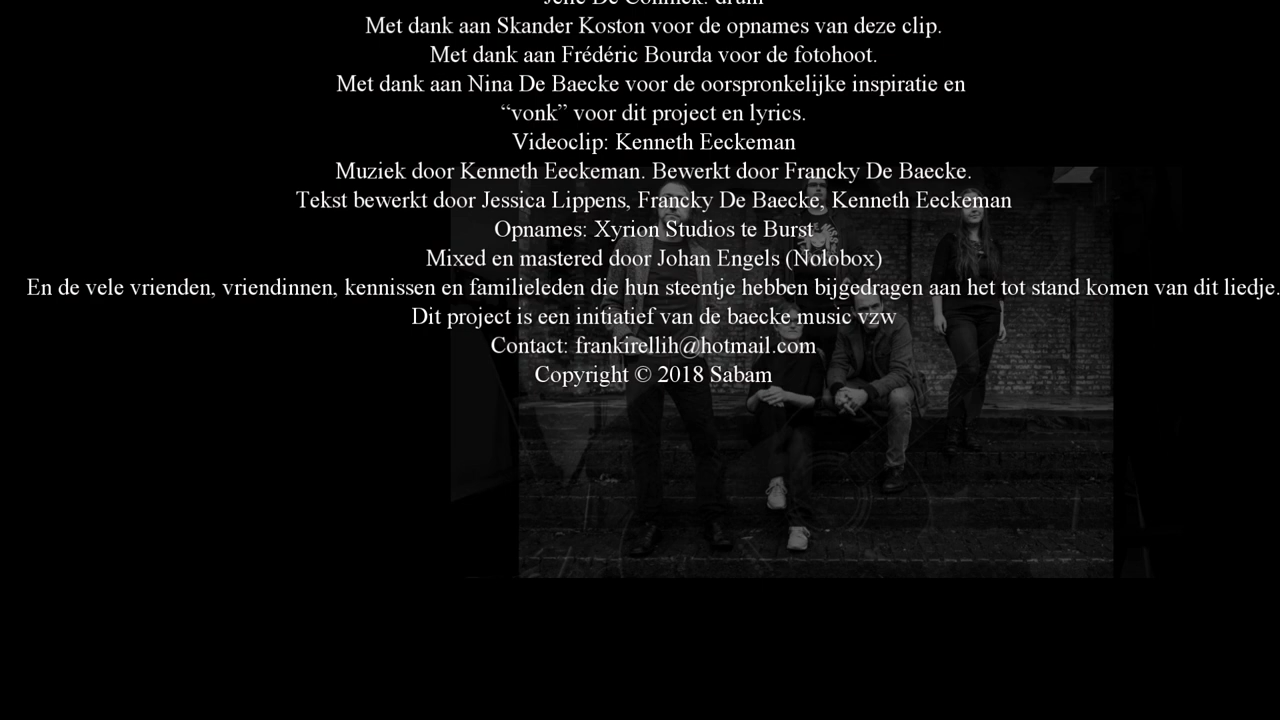 Met dank aan Skander Koston voor de opnames van deze clip.
Met dank aan Frédéric Bourda voor de fotohoot.
Met dank aan Nina De Baecke voor de oorspronkelijke inspiratie en
“vonk” voor dit project en lyrics.
Videoclip: Kenneth Eeckeman
Muziek door Kenneth Eeckeman. Bewerkt door Francky De Baecke.
Tekst bewerkt door Jessica Lippens, Francky De Baecke, Kenneth Eeckeman
Opnames: Xyrion Studios te Burst
Mixed en mastered door Johan Engels (Nolobox)
En de vele vrienden, vriendinnen, kennissen en familieleden die hun steentje hebben bijgedragen aan het tot stand komen van dit liedje.
Dit project is een initiatief van de baecke music vzw
Contact: frankirellih@hotmail.com
Copyright © 2018 Sabam